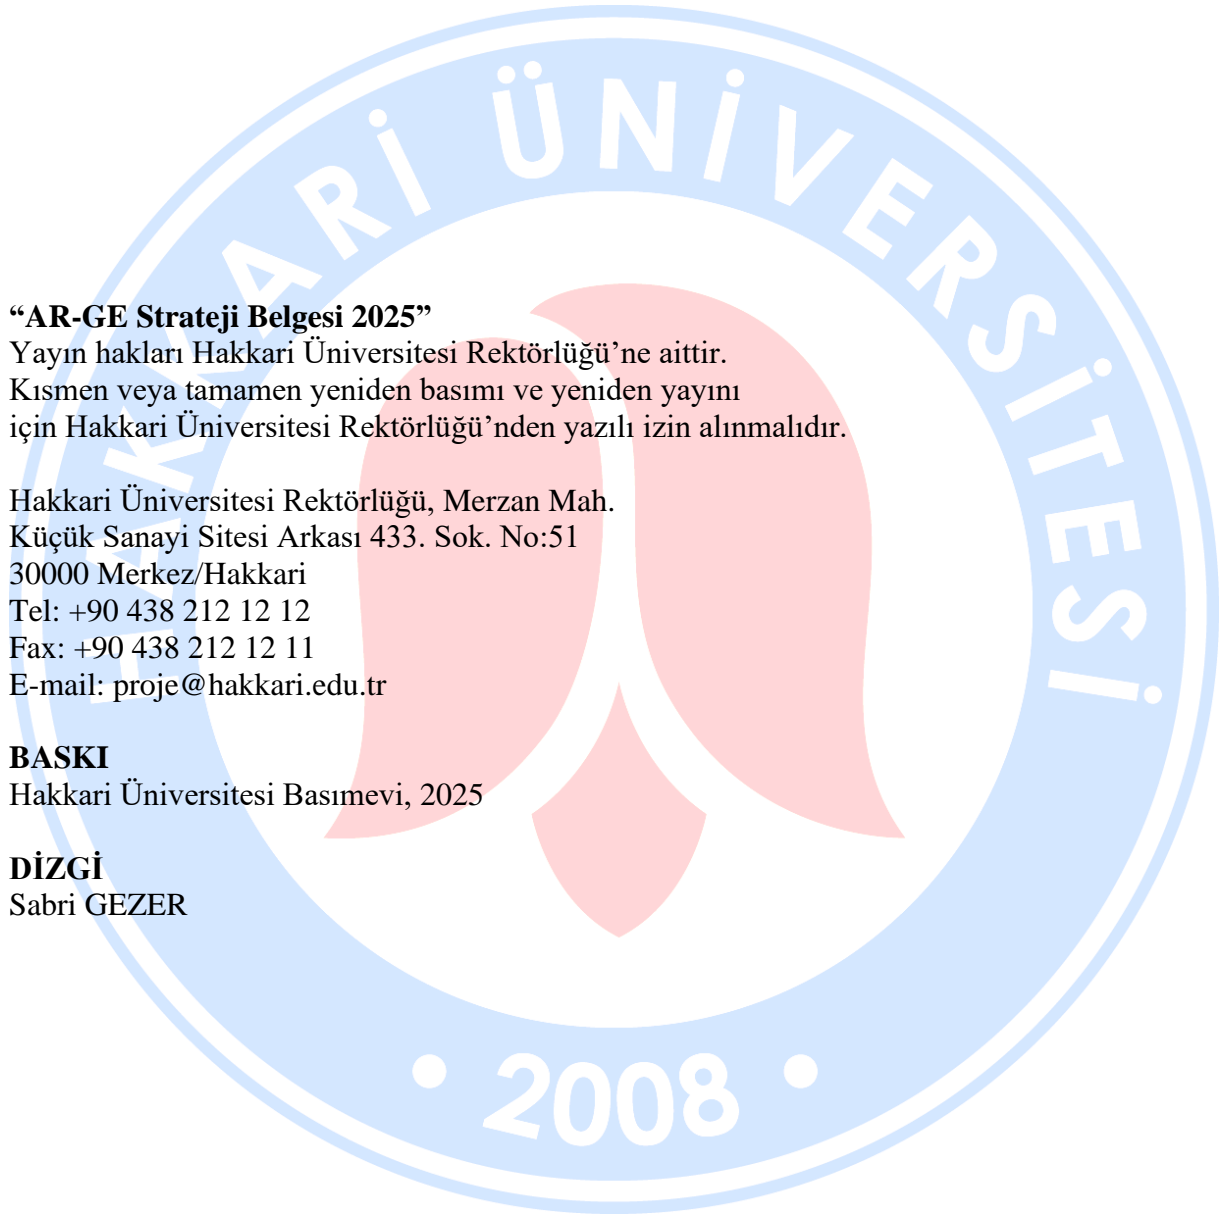 HAKKARİ ÜNİVERSİTESİ
“AR-GE Strateji Belgesi 2025”
Yayın hakları Hakkari Üniversitesi Rektörlüğü’ne aittir.
Kısmen veya tamamen yeniden basımı ve yeniden yayını
için Hakkari Üniversitesi Rektörlüğü’nden yazılı izin alınmalıdır.
Hakkari Üniversitesi Rektörlüğü, Merzan Mah.
Küçük Sanayi Sitesi Arkası 433. Sok. No:51
30000 Merkez/Hakkari
Tel: +90 438 212 12 12
Fax: +90 438 212 12 11
E-mail: proje@hakkari.edu.tr
BASKI
Hakkari Üniversitesi Basımevi, 2025
DİZGİ
Sabri GEZER
• 2008 •